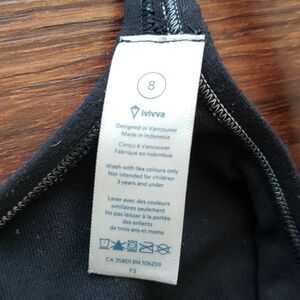 8
ivivva
Designed in Vancouver
Made in Indonesia
Conçu à Vancouver
Fabriqué en Indonésie
Wash with like colours only
Not intended for children
3 years and under
Laver avec des couleurs
similaires seulement
Ne pas laisser à la portée
des enfants
de trois ans et moins
CA 35801 RN 106259
P3